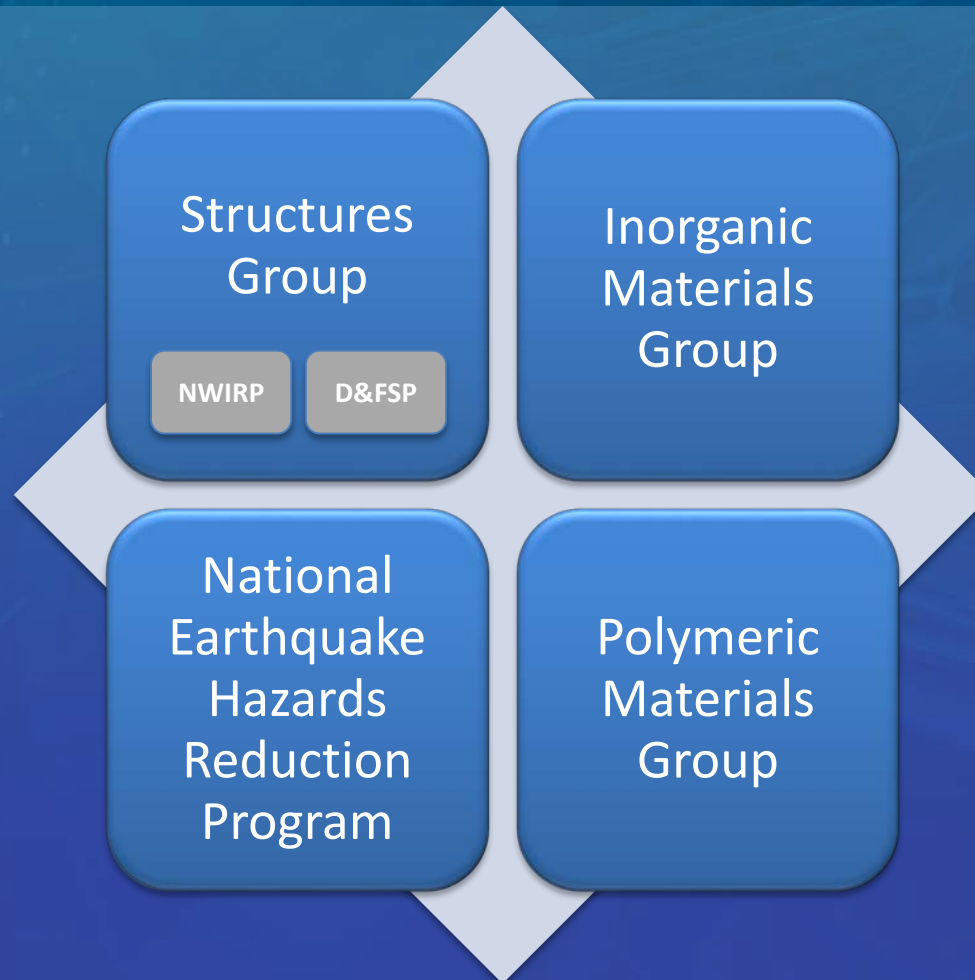 Structures
Group
NWIRP
D&FSP
Inorganic
Materials
Group
National
Earthquake
Hazards
Reduction
Program
Polymeric
Materials
Group